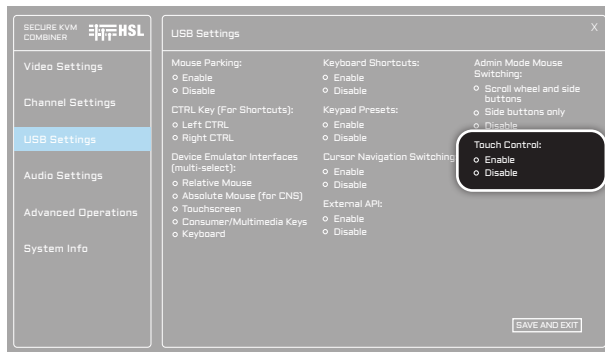 SECURE KVM
COMBINER
HSL
Video Settings
Channel Settings
USB Settings
Audio Settings
Advanced Operations
System Info
USB Settings
X
Mouse Parking:
Enable
Disable
CTRL Key (For Shortcuts):
Left CTRL
Right CTRL
Device Emulator Interfaces
(multi-select):
Relative Mouse
Absolute Mouse (for CNS)
Touchscreen
Consumer/Multimedia Keys
Keyboard
Keyboard Shortcuts:
Enable
Disable
Keypad Presets:
Enable
Disable
Cursor Navigation Switching:
Enable
Disable
External API:
Enable
Disable
Admin Mode Mouse
Switching:
Scroll wheel and side
buttons
Side buttons only
Disable
Touch Control:
Enable
Disable
SAVE AND EXIT